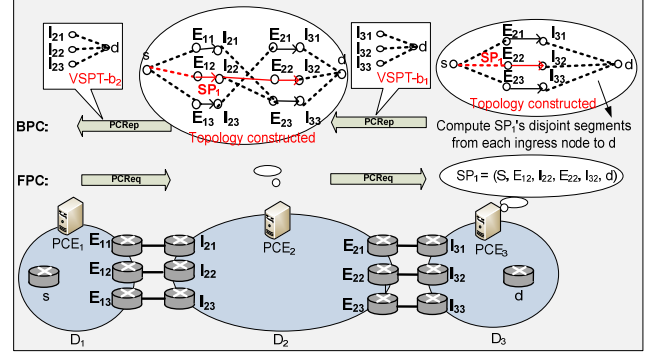 I21
I22
I23
d
VSPT-b2
s
E11
I21
E12
I22
SP1
E13
I23
E21
I31
E22
I32
E23
I33
d
Topology constructed
I31
I32
I33
d
VSPT-b1
s
E21
I31
SP1
E22
I32
E23
I33
d
Topology constructed
Compute SP1's disjoint segments
from each ingress node to d
BPC:
PCRep
PCRep
FPC:
PCReq
PCReq
SP1 = (S, E12, I22, E22, I32, d)
PCE1
PCE2
PCE3
E11
I21
E21
I31
E12
I22
E22
I32
s
d
E13
I23
E23
I33
D1
D2
D3